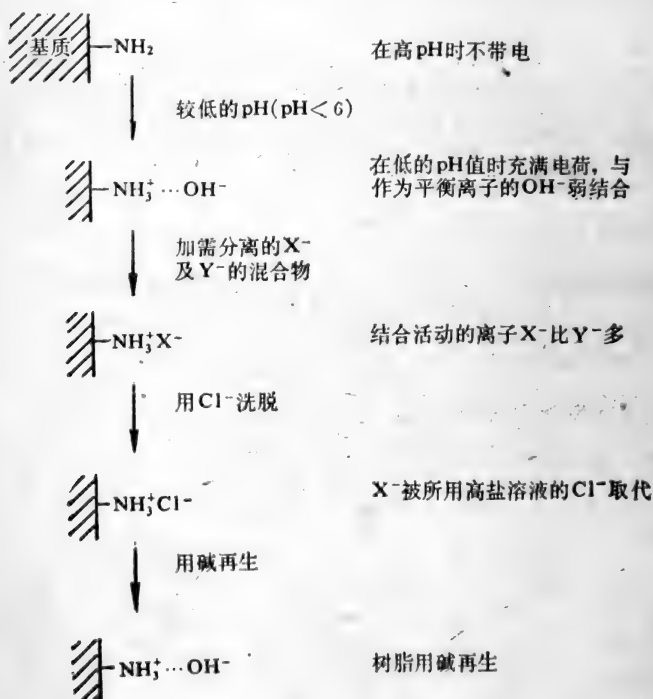 基质 -NH₂ 在高pH时不带电
较低的pH(pH<6)
-NH₃⁺…OH⁻ 在低的pH值时充满电荷，与
作为平衡离子的OH⁻弱结合
加需分离的X⁻
及Y⁻的混合物
-NH₃⁺X⁻ 结合活动的离子X⁻比Y⁻多
用Cl⁻洗脱
-NH₃⁺Cl⁻ X⁻被所用高盐溶液的Cl⁻取代
用碱再生
-NH₃⁺…OH⁻ 树脂用碱再生